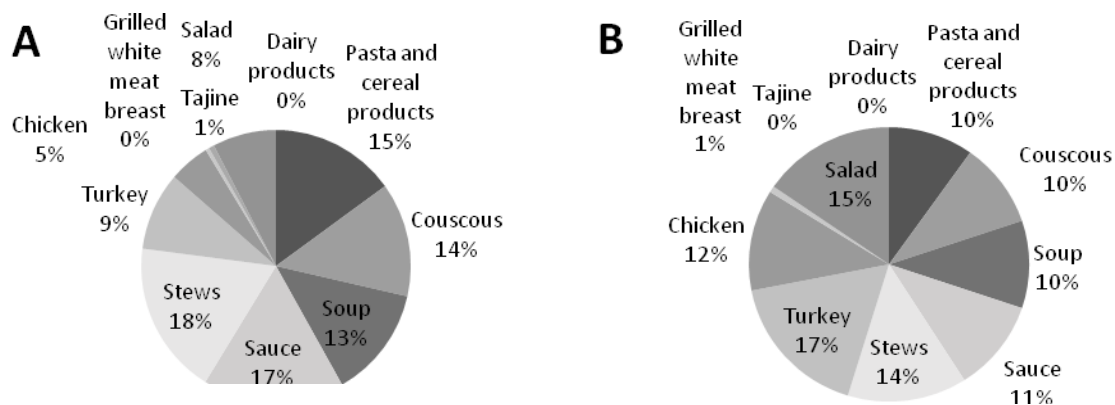 A
Grilled
white
meat
breast
0%
Salad
8%
Tajine
1%
Dairy
products
0%
Pasta and
cereal
products
15%
Chicken
5%
Turkey
9%
Couscous
14%
Stews
18%
Soup
13%
Sauce
17%
B
Grilled
white
meat
breast
1%
Tajine
0%
Dairy
products
0%
Pasta and
cereal
products
10%
Couscous
10%
Salad
15%
Chicken
12%
Soup
10%
Turkey
17%
Stews
14%
Sauce
11%